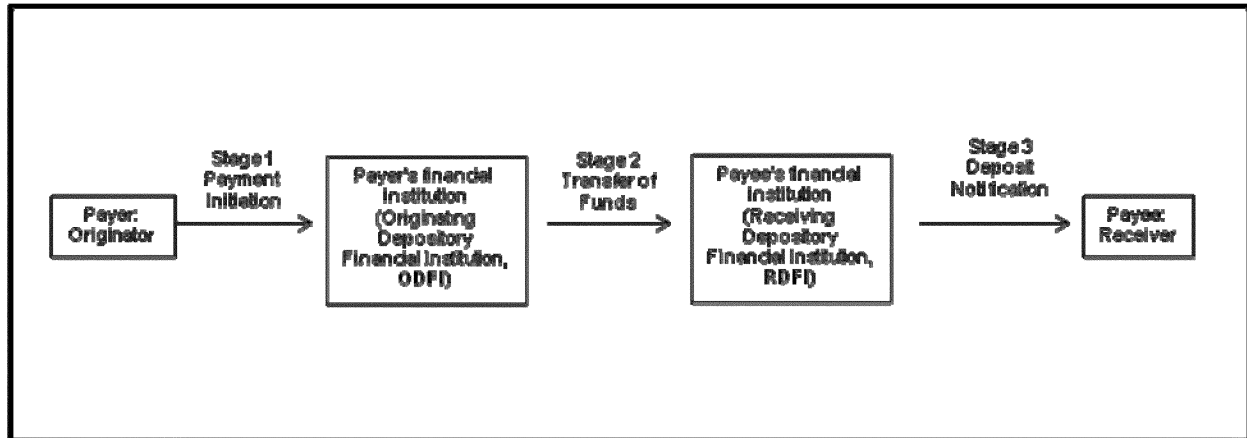 Payer:
Originator
Stage 1
Payment
Initiation
Payer's financial
institution
(Originating
Depository
Financial Institution,
ODFI)
Stage 2
Transfer of
Funds
Payee's financial
institution
(Receiving
Depository
Financial Institution,
RDFI)
Stage 3
Deposit
Notification
Payee:
Receiver